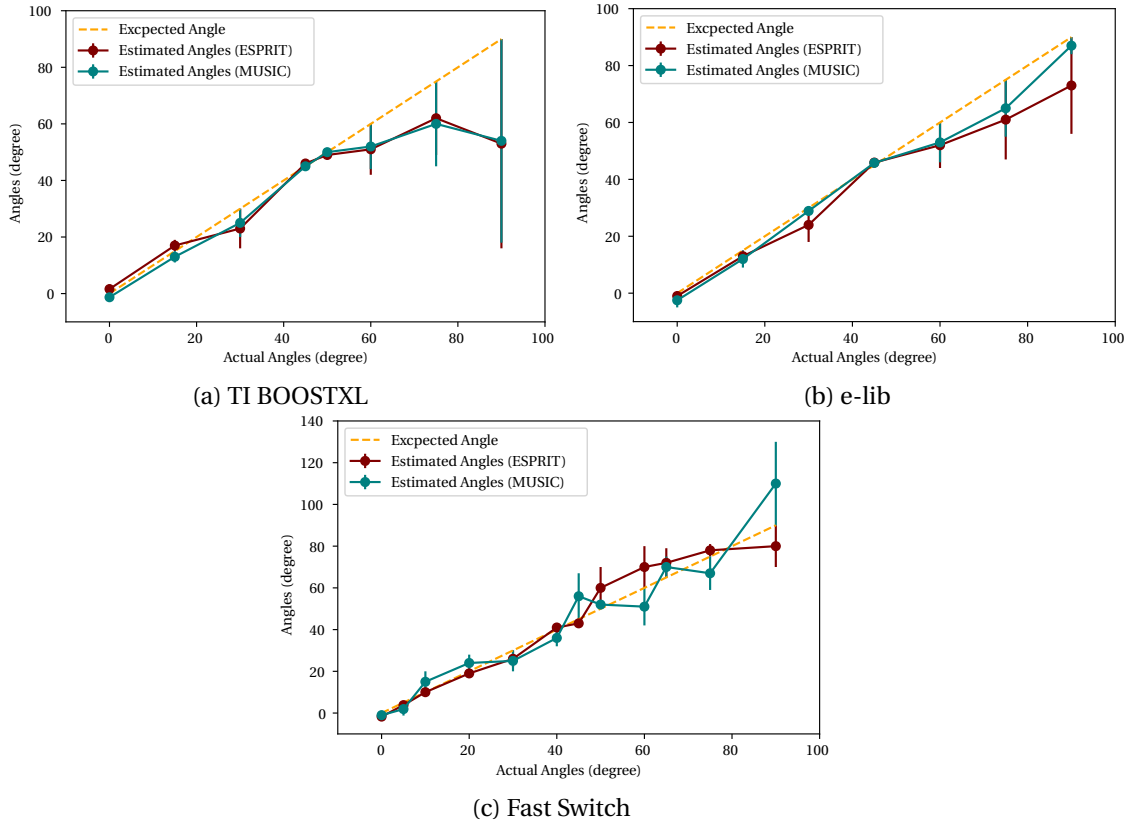 Excpected Angle
Estimated Angles (ESPRIT)
Estimated Angles (MUSIC)
100
80
60
40
20
0
Angles (degree)
0 20 40 60 80 100
Actual Angles (degree)
(a) TI BOOSTXL
Excpected Angle
Estimated Angles (ESPRIT)
Estimated Angles (MUSIC)
100
80
60
40
20
0
Angles (degree)
0 20 40 60 80 100
Actual Angles (degree)
(b) e-lib
Excpected Angle
Estimated Angles (ESPRIT)
Estimated Angles (MUSIC)
140
120
100
80
60
40
20
0
Angles (degree)
0 20 40 60 80 100
Actual Angles (degree)
(c) Fast Switch